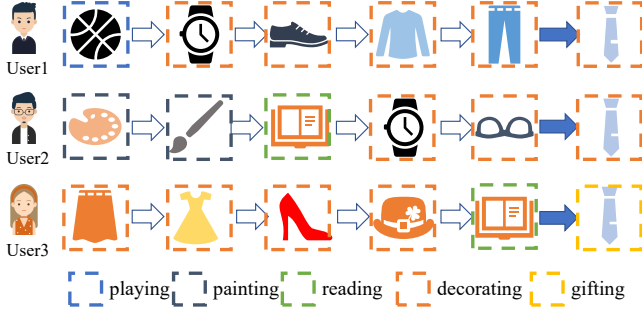 User1
User2
User3
playing painting reading decorating gifting